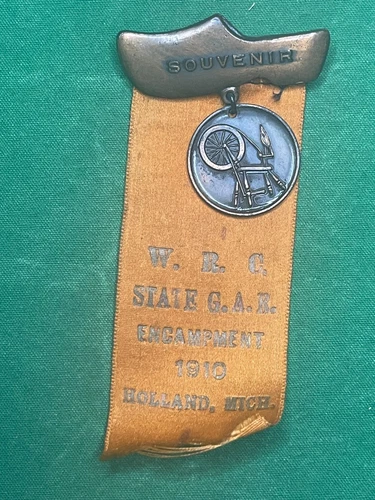 SOUVENIR
W. R. C.
STATE G. A. R.
ENCAMPMENT
1910
HOLLAND, MICH.